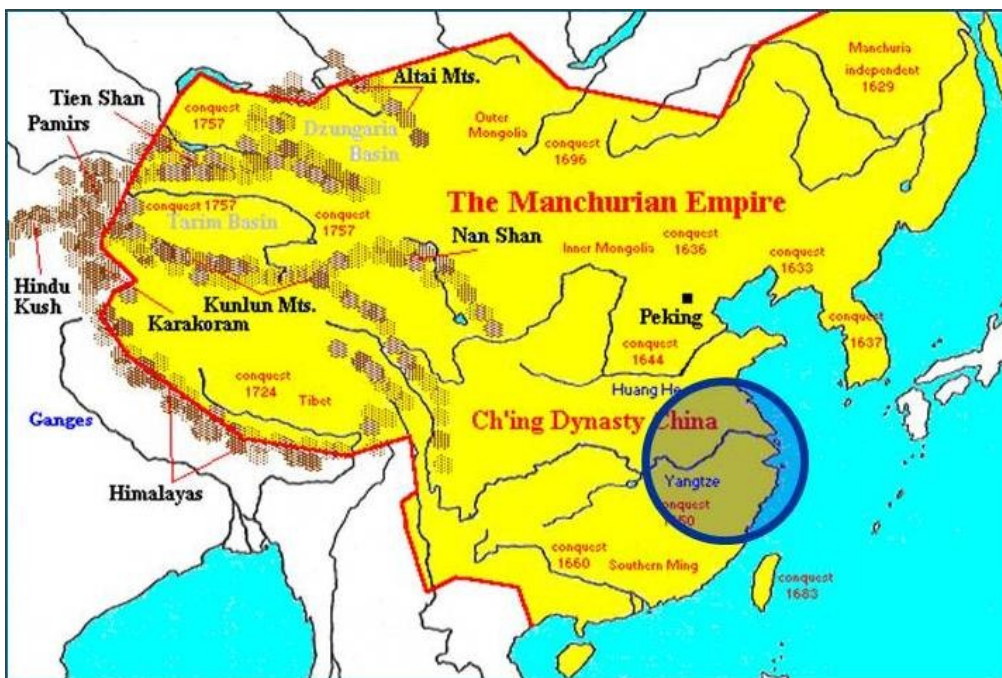 Manchuria
independent
1629
Altai Mts.
Tien Shan
Pamirs
conquest
1757
Dzungaria
Basin
Outer
Mongolia
conquest
1696
The Manchurian Empire
conquest 1757
Tarim Basin
conquest
1757
Nan Shan
Inner Mongolia
conquest
1636
conquest
1633
Hindu
Kush
Kunlun Mts.
Karakoram
Peking
conquest
1644
conquest
1637
conquest
1724
Tibet
Huang He
Ganges
Ch'ing Dynasty China
Himalayas
Yangtze
conquest
conquest
1660
Southern Ming
conquest
1683